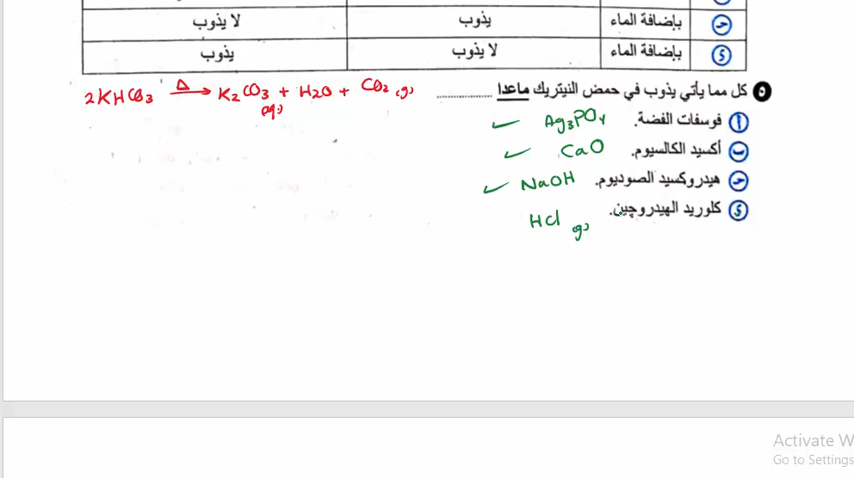 ﺣ بإضافة الماء يذوب لا يذوب
ﺩ بإضافة الماء لا يذوب يذوب
2KHCO3 Δ→ K2CO3 + H2O + CO2 (g)
aq)
٥ كل مما يأتي يذوب في حمض النيتريك ماعدا ..............
أ فوسفات الفضة. Ag3PO4 ✓
ب أكسيد الكالسيوم. CaO ✓
ﺣ هيدروكسيد الصوديوم. NaOH ✓
ﺩ كلوريد الهيدروچين. HCl g)
Activate W
Go to Settings